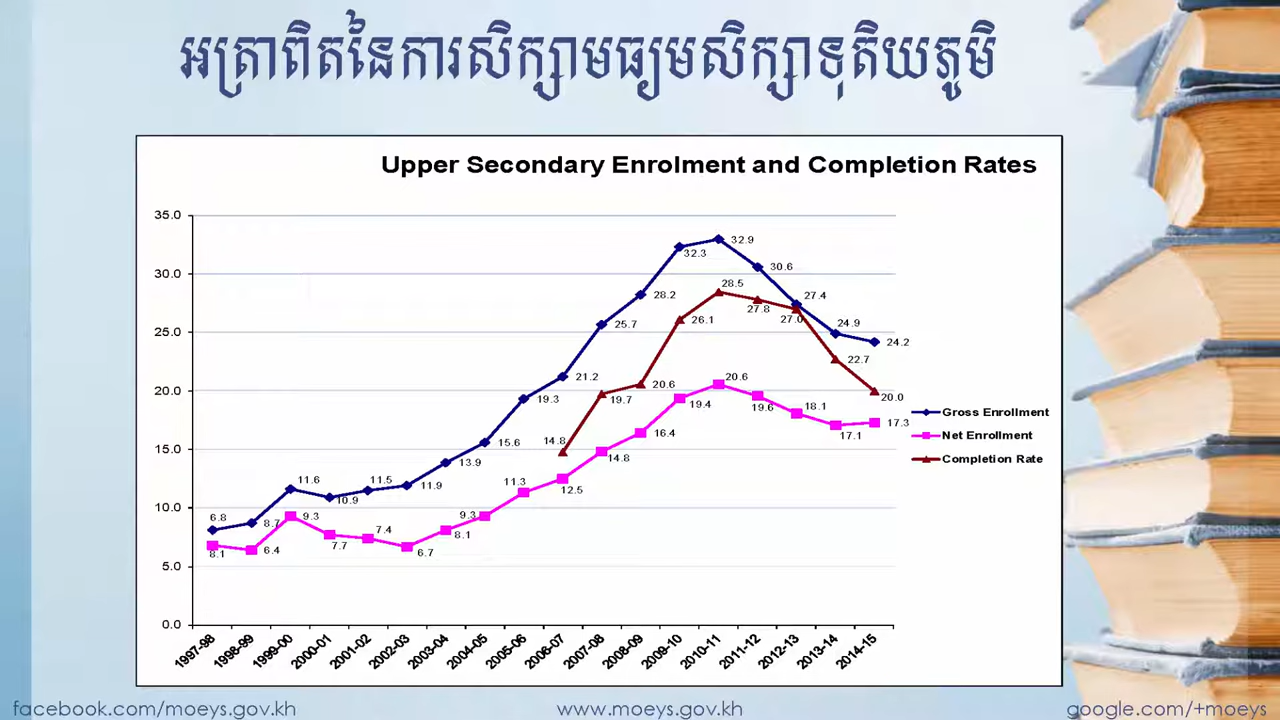 អត្រាពិតនៃការសិក្សាមធ្យមសិក្សាទុតិយភូមិ
Upper Secondary Enrolment and Completion Rates
35.0
30.0
25.0
20.0
15.0
10.0
5.0
0.0
6.8 8.7 11.6 10.9 11.5 11.9 13.9 15.6 19.3 21.2 25.7 28.2 32.3 32.9 30.6 27.4 24.9 24.2
14.8 19.7 20.6 26.1 28.5 27.8 27.0 22.7 20.0
8.1 6.4 9.3 7.7 7.4 6.7 8.1 9.3 11.3 12.5 14.8 16.4 19.4 20.6 19.6 18.1 17.1 17.3
Gross Enrollment
Net Enrollment
Completion Rate
1997-98 1998-99 1999-00 2000-01 2001-02 2002-03 2003-04 2004-05 2005-06 2006-07 2007-08 2008-09 2009-10 2010-11 2011-12 2012-13 2013-14 2014-15
facebook.com/moeys.gov.kh www.moeys.gov.kh google.com/+moeys